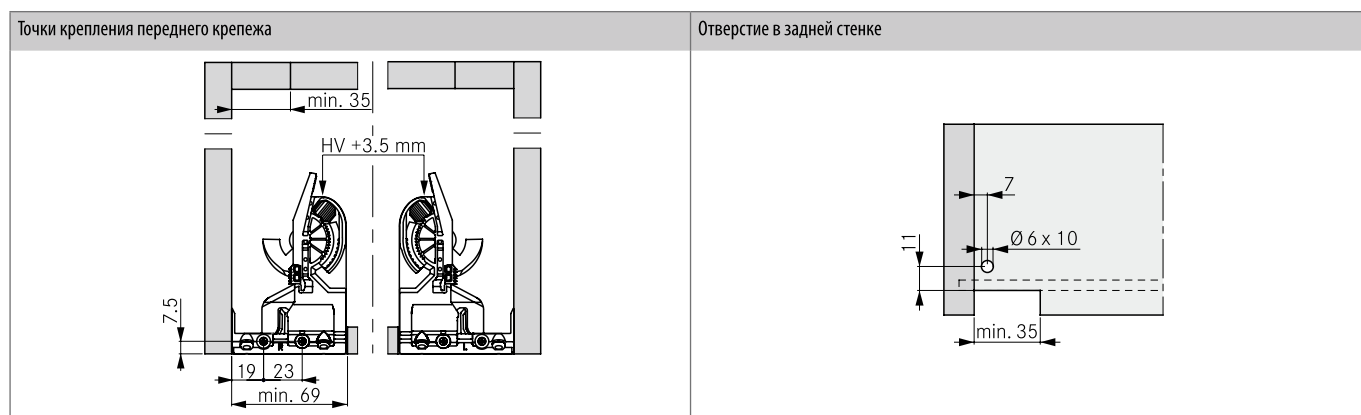 Точки крепления переднего крепежа
Отверстие в задней стенке
min. 35
HV +3.5 mm
7.5
R
L
19
23
min. 69
7
Ø 6 x 10
11
min. 35